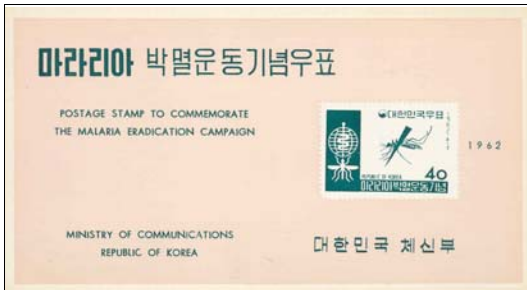 마라리아 박멸운동기념우표
POSTAGE STAMP TO COMMEMORATE
THE MALARIA ERADICATION CAMPAIGN
대한민국우표
REPUBLIC OF KOREA
40
마라리아박멸운동기념
1962
MINISTRY OF COMMUNICATIONS
REPUBLIC OF KOREA
대한민국 체신부